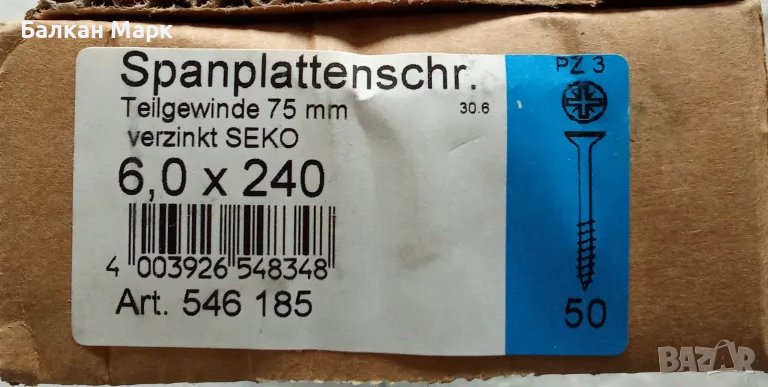 Балкан Марк
Spanplattenschr.
Teilgewinde 75 mm
30.6
verzinkt SEKO
6,0 x 240
4 003926 548348
Art. 546 185
PZ 3
50
BAZAR